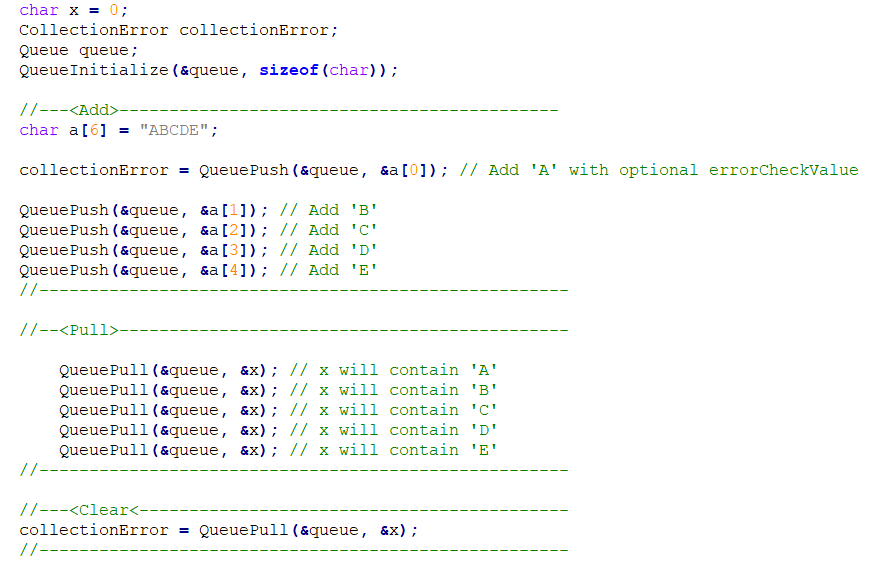 char x = 0;
CollectionError collectionError;
Queue queue;
QueueInitialize(&queue, sizeof(char));
//---<Add>--------------------------------------------
char a[6] = "ABCDE";
collectionError = QueuePush(&queue, &a[0]); // Add 'A' with optional errorCheckValue
QueuePush(&queue, &a[1]); // Add 'B'
QueuePush(&queue, &a[2]); // Add 'C'
QueuePush(&queue, &a[3]); // Add 'D'
QueuePush(&queue, &a[4]); // Add 'E'
//-----------------------------------------------------
//--<Pull>---------------------------------------------
QueuePull(&queue, &x); // x will contain 'A'
QueuePull(&queue, &x); // x will contain 'B'
QueuePull(&queue, &x); // x will contain 'C'
QueuePull(&queue, &x); // x will contain 'D'
QueuePull(&queue, &x); // x will contain 'E'
//-----------------------------------------------------
//---<Clear<-------------------------------------------
collectionError = QueuePull(&queue, &x);
//-----------------------------------------------------